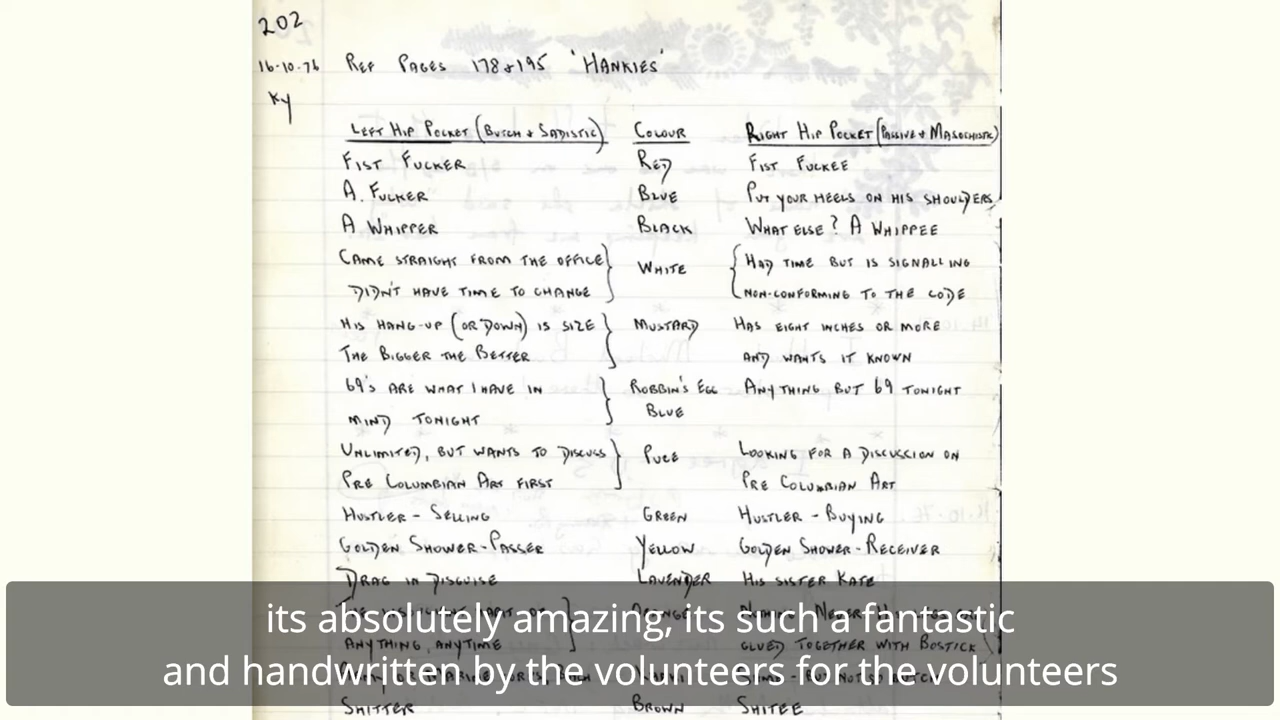 202
16-10-76 REF PAGES 178 & 195 'HANKIES'
KY
LEFT HIP POCKET (BUTCH & SADISTIC) COLOUR RIGHT HIP POCKET (PASSIVE & MASOCHISTIC)
FIST FUCKER RED FIST FUCKEE
A. FUCKER BLUE PUT YOUR HEELS ON HIS SHOULDERS
A WHIPPER BLACK WHAT ELSE? A WHIPPEE
CAME STRAIGHT FROM THE OFFICE WHITE HAD TIME BUT IS SIGNALLING
DIDN'T HAVE TIME TO CHANGE NON-CONFORMING TO THE CODE
HIS HANG-UP (OR DOWN) IS SIZE MUSTARD HAS EIGHT INCHES OR MORE
THE BIGGER THE BETTER AND WANTS IT KNOWN
69'S ARE WHAT I HAVE IN ROBBIN'S EGG ANYTHING BUT 69 TONIGHT
MIND TONIGHT BLUE
UNLIMITED, BUT WANTS TO DISCUSS PUCE LOOKING FOR A DISCUSSION ON
PRE COLUMBIAN ART FIRST PRE COLUMBIAN ART
HUSTLER - SELLING GREEN HUSTLER - BUYING
GOLDEN SHOWER-PASSER YELLOW GOLDEN SHOWER-RECEIVER
DRAG IN DISGUISE LAVENDER HIS SISTER KATE
ORANGE NOTHING NEVER
ANYTHING, ANYTIME GLUED TOGETHER WITH BOSTICK
its absolutely amazing, its such a fantastic
and handwritten by the volunteers for the volunteers
SHITTER BROWN SHITEE